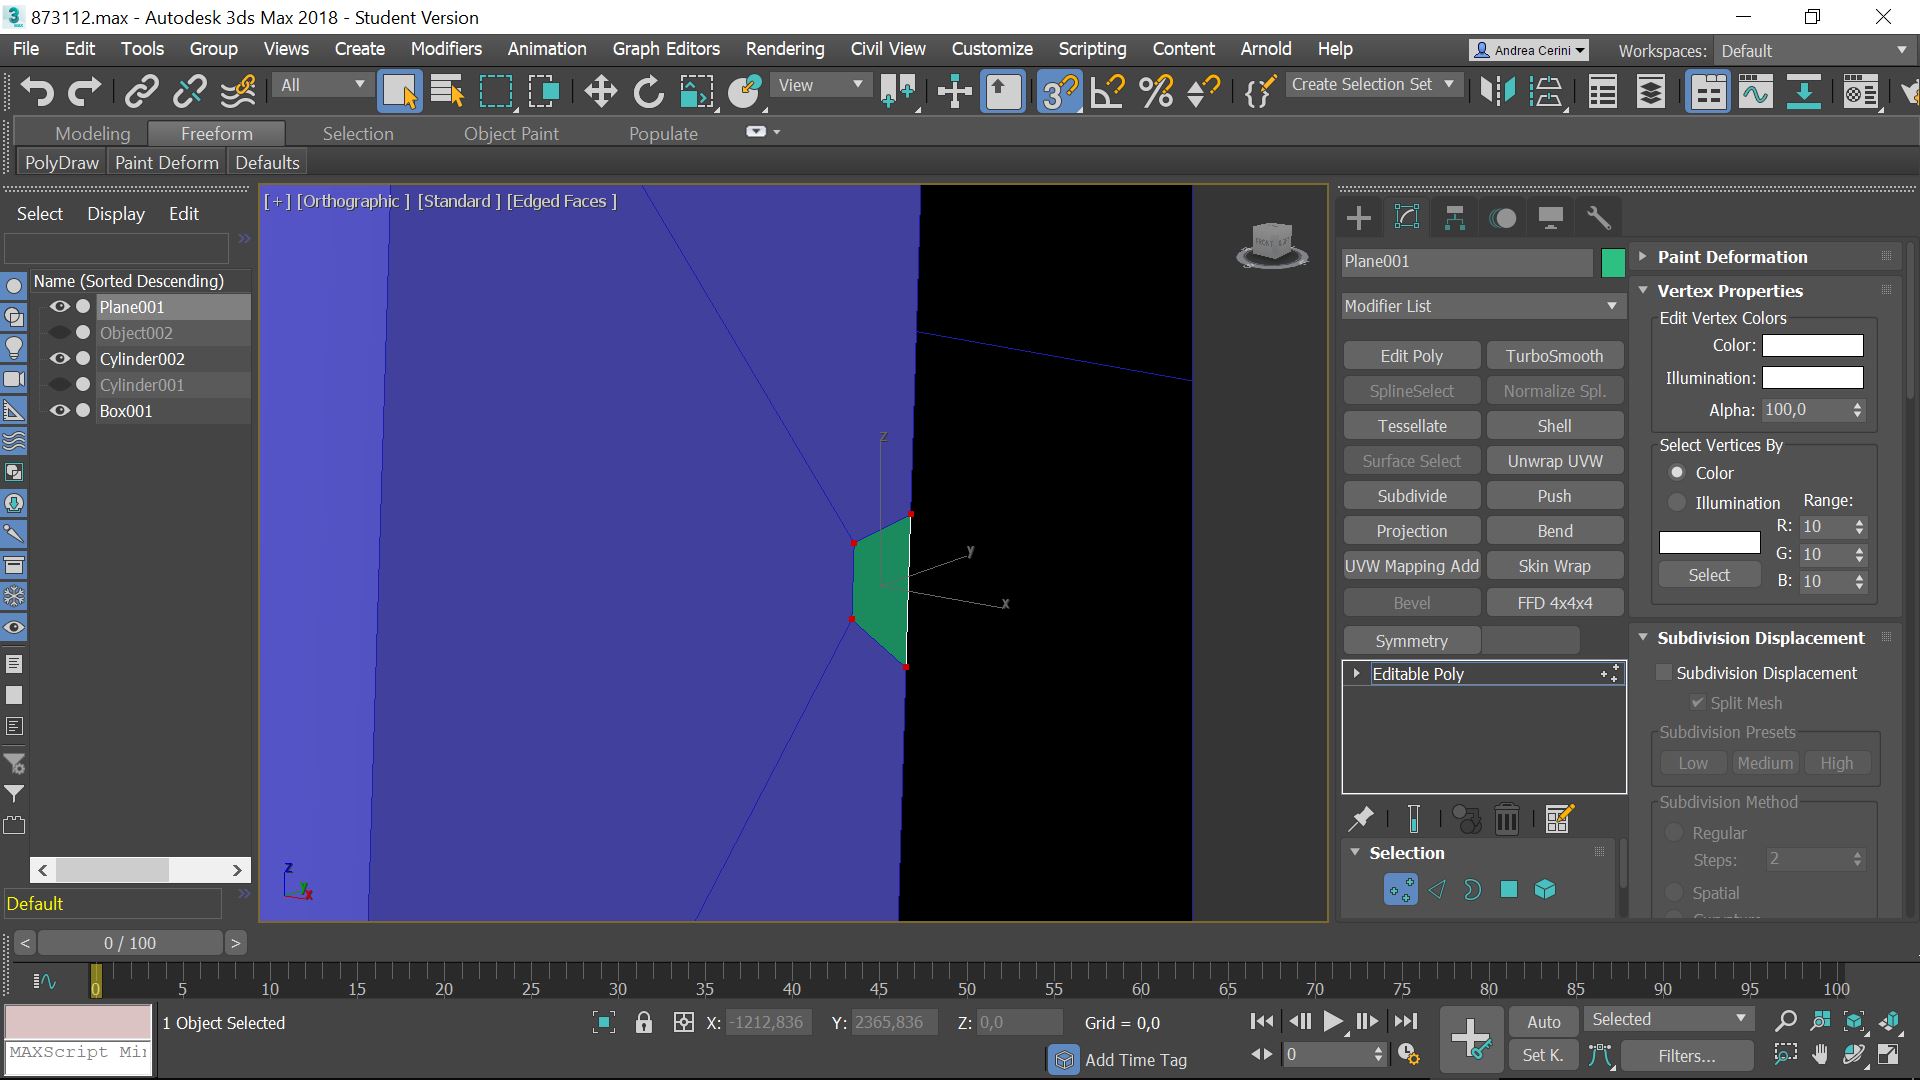 873112.max - Autodesk 3ds Max 2018 - Student Version
File Edit Tools Group Views Create Modifiers Animation Graph Editors Rendering Civil View Customize Scripting Content Arnold Help
Andrea Cerini
Workspaces: Default
All
View
3
Create Selection Set
Modeling Freeform Selection Object Paint Populate
PolyDraw Paint Deform Defaults
Select Display Edit
Name (Sorted Descending)
Plane001
Object002
Cylinder002
Cylinder001
Box001
Default
[ + ] [Orthographic ] [Standard ] [Edged Faces ]
FRONT
z
y
x
z
y x
Plane001
Modifier List
Edit Poly TurboSmooth
SplineSelect Normalize Spl.
Tessellate Shell
Surface Select Unwrap UVW
Subdivide Push
Projection Bend
UVW Mapping Add Skin Wrap
Bevel FFD 4x4x4
Symmetry
Editable Poly
Selection
Paint Deformation
Vertex Properties
Edit Vertex Colors
Color:
Illumination:
Alpha: 100,0
Select Vertices By
Color
Illumination Range:
R: 10
G: 10
Select
B: 10
Subdivision Displacement
Subdivision Displacement
Split Mesh
Subdivision Presets
Low Medium High
Subdivision Method
Regular
Steps: 2
Spatial
< 0 / 100 >
0 5 10 15 20 25 30 35 40 45 50 55 60 65 70 75 80 85 90 95 100
MAXScript Mi
1 Object Selected
X: -1212,836 Y: 2365,836 Z: 0,0
Grid = 0,0
Add Time Tag
0
Auto
Selected
Set K.
Filters...